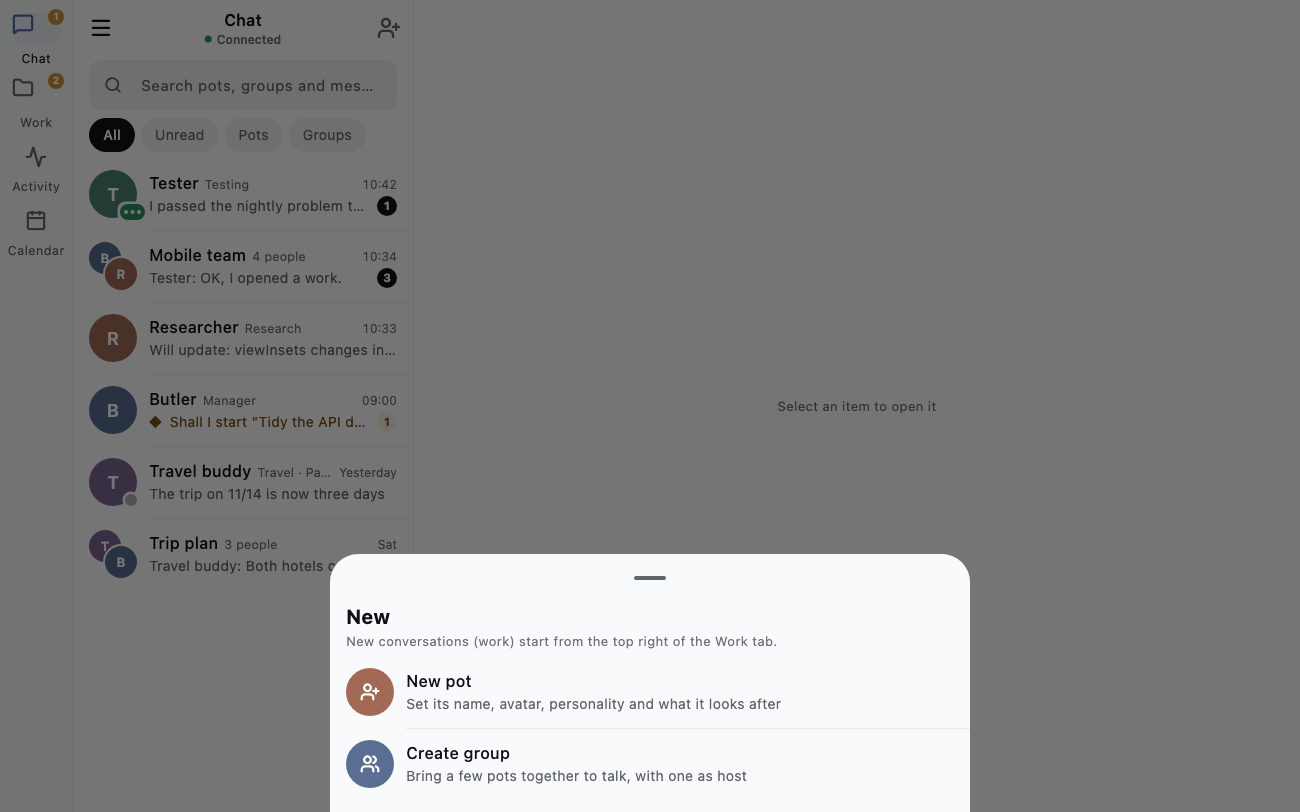 1
Chat
2
Work
Activity
Calendar
Chat
Connected
Search pots, groups and mes…
All
Unread
Pots
Groups
T
Tester Testing 10:42
I passed the nightly problem t… 1
B
R
Mobile team 4 people 10:34
Tester: OK, I opened a work. 3
R
Researcher Research 10:33
Will update: viewInsets changes in…
B
Butler Manager 09:00
Shall I start "Tidy the API d… 1
T
Travel buddy Travel · Pa… Yesterday
The trip on 11/14 is now three days
T
B
Trip plan 3 people Sat
Travel buddy: Both hotels
Select an item to open it
New
New conversations (work) start from the top right of the Work tab.
New pot
Set its name, avatar, personality and what it looks after
Create group
Bring a few pots together to talk, with one as host